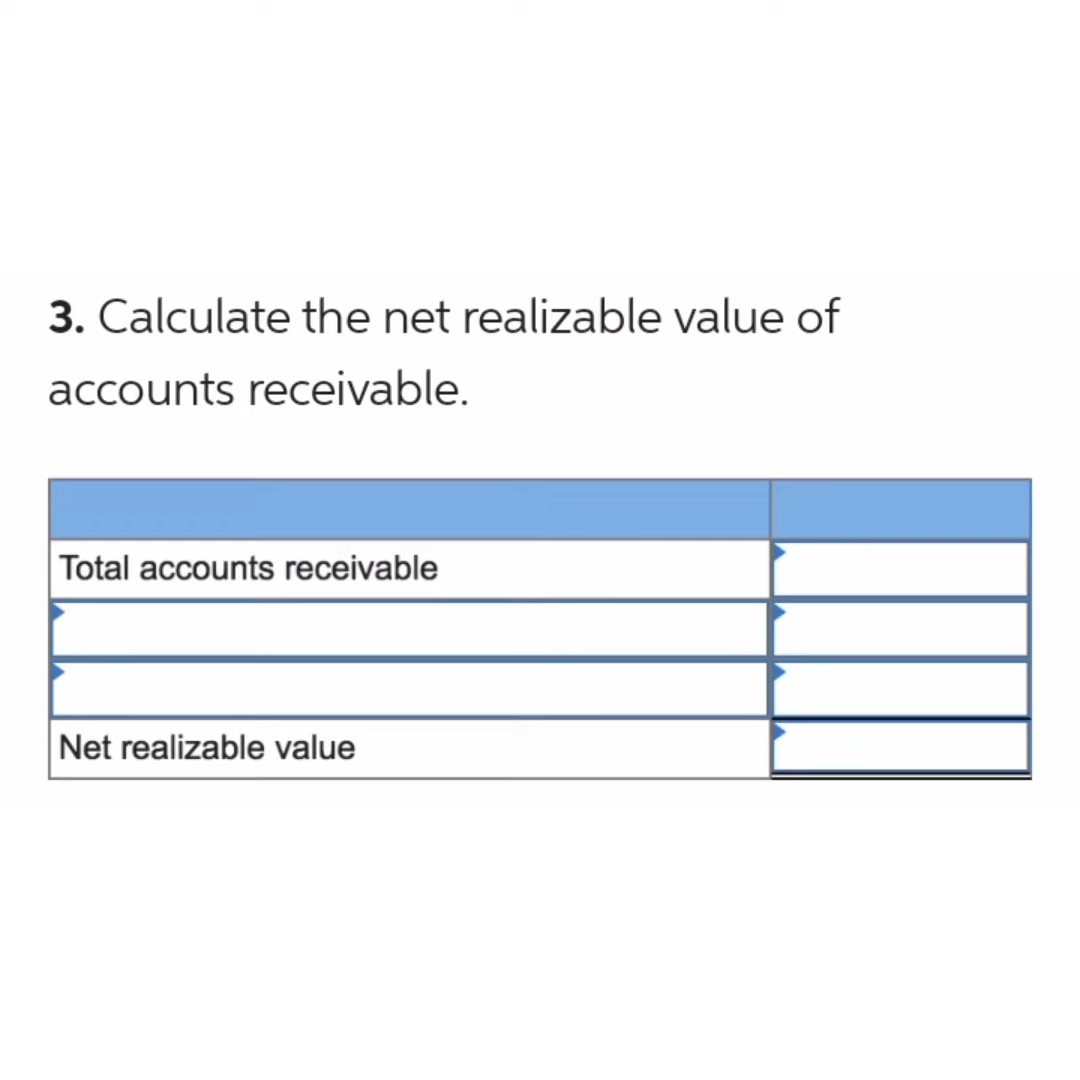 3. Calculate the net realizable value of
accounts receivable.
Total accounts receivable
Net realizable value